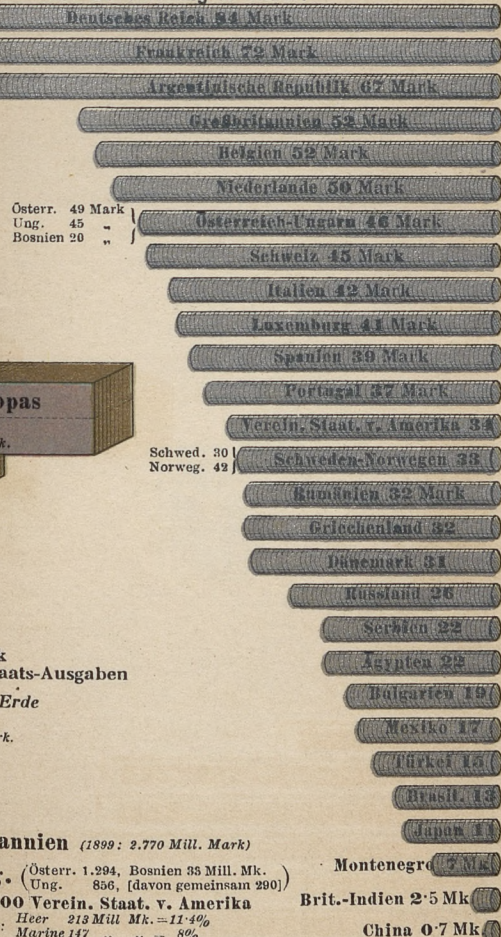 Deutsches Reich 84 Mark
Frankreich 72 Mark
Argentinische Republik 67 Mark
Großbritannien 52 Mark
Belgien 52 Mark
Niederlande 50 Mark
Österr. 49 Mark
Ung. 45 „
Bosnien 20 „
Österreich-Ungarn 46 Mark
Schweiz 45 Mark
Italien 42 Mark
Luxemburg 41 Mark
Spanien 39 Mark
opas
k.
Portugal 37 Mark
Verein. Staat. v. Amerika 34
Schwed. 30
Norweg. 42
Schweden-Norwegen 33
Rumänien 32 Mark
Griechenland 32
Dänemark 31
Russland 26
Serbien 22
k
Ägypten 22
aats-Ausgaben
Bulgarien 19
Erde
Mexiko 17
rk.
Türkei 15
Brasil. 13
Japan 11
annien (1899: 2.770 Mill. Mark)
Montenegro 7 Mk
(Österr. 1.294, Bosnien 33 Mill. Mk.)
(Ung. 856, [davon gemeinsam 290])
Brit.-Indien 2·5 Mk
00 Verein. Staat. v. Amerika
: Heer 213 Mill Mk.=11·4%
China 0·7 Mk
Marine 147 8%